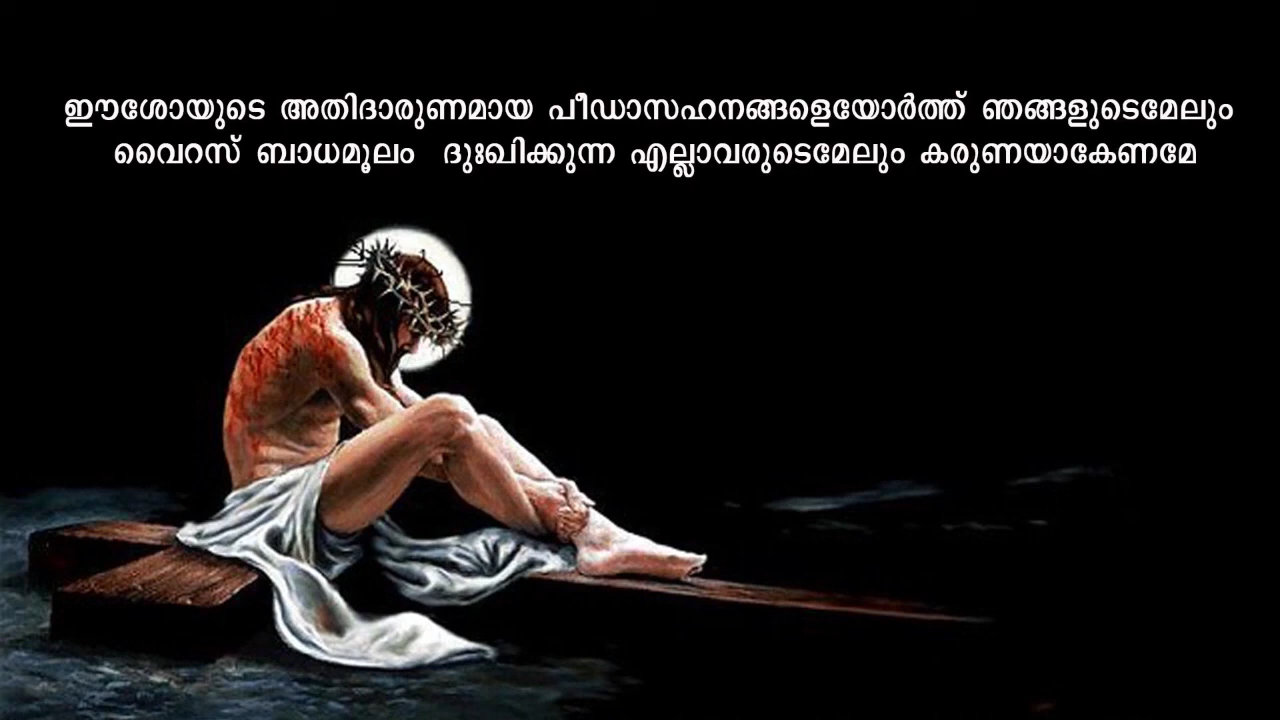 ഈശോയുടെ അതിദാരുണമായ പീഡാസഹനങ്ങളെയോർത്ത് ഞങ്ങളുടെമേലും
വൈറസ് ബാധമൂലം ദുഃഖിക്കുന്ന എല്ലാവരുടെമേലും കരുണയാകേണമേ